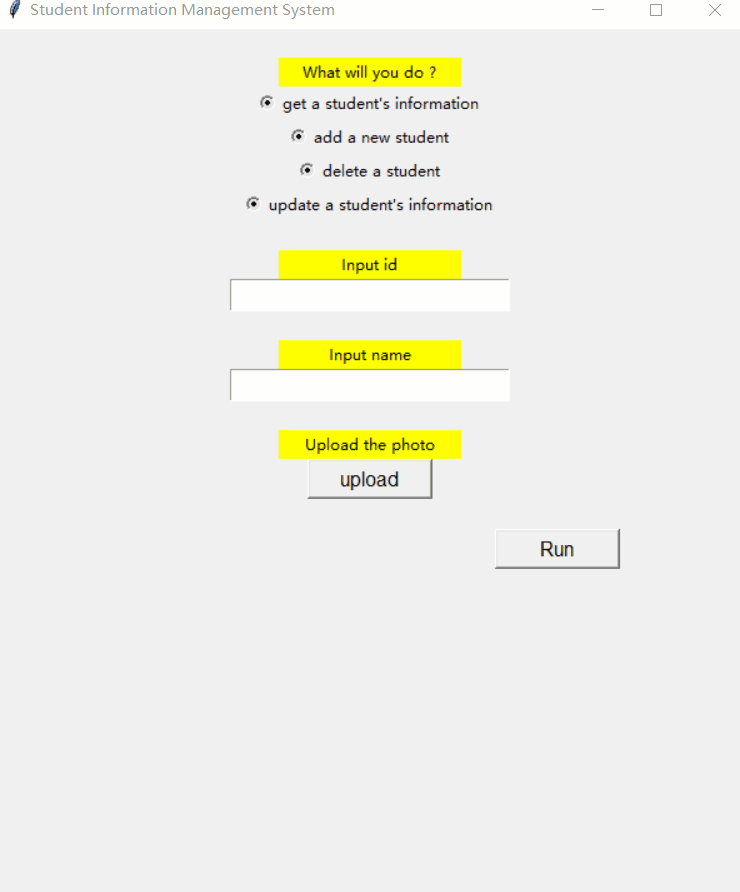 Student Information Management System
What will you do ?
get a student's information
add a new student
delete a student
update a student's information
Input id
Input name
Upload the photo
upload
Run